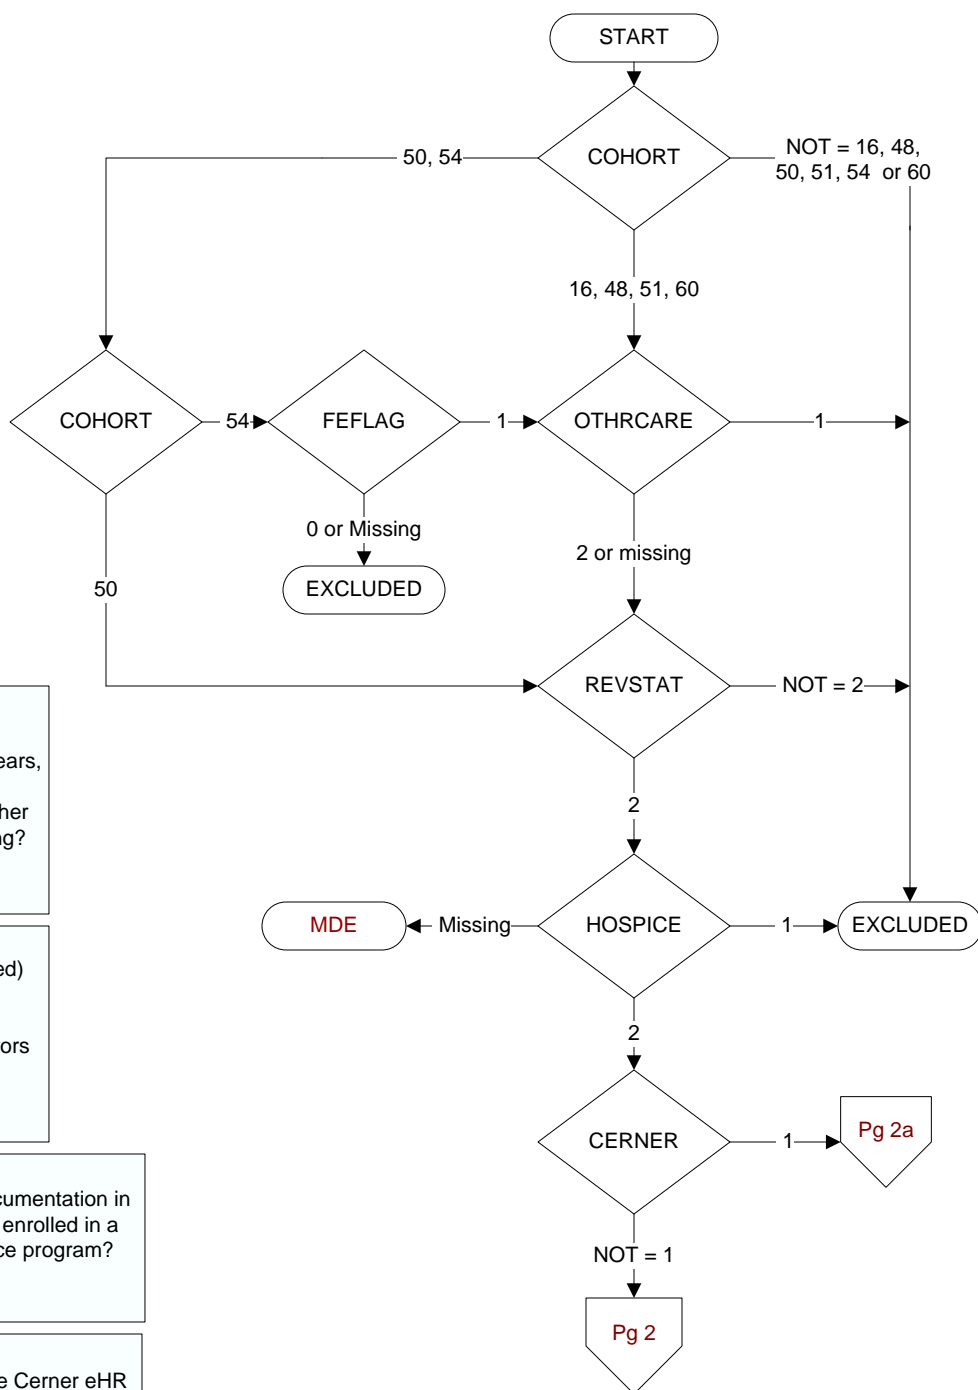 START
COHORT
50, 54
NOT = 16, 48,
50, 51, 54 or 60
16, 48, 51, 60
COHORT
54
FEFLAG
1
OTHRCARE
1
0 or Missing
EXCLUDED
2 or missing
50
REVSTAT
NOT = 2
2
MDE
Missing
HOSPICE
1
EXCLUDED
2
CERNER
1
Pg 2a
NOT = 1
Pg 2
ears,
her
ng?
ed)
ors
cumentation in
enrolled in a
ce program?
e Cerner eHR